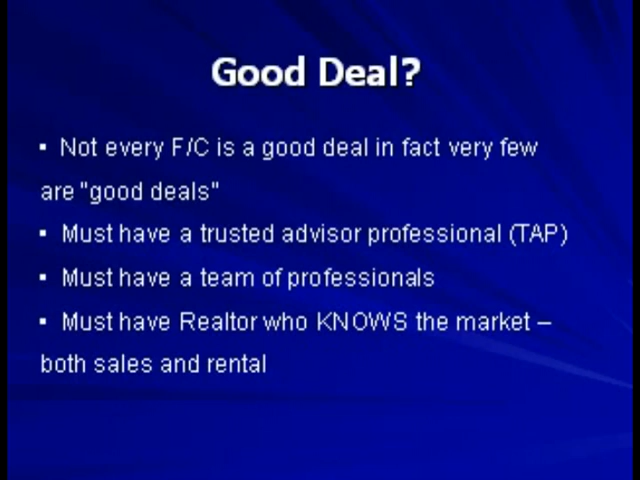 Good Deal?
▪ Not every F/C is a good deal in fact very few
are "good deals"
▪ Must have a trusted advisor professional (TAP)
▪ Must have a team of professionals
▪ Must have Realtor who KNOWS the market –
both sales and rental